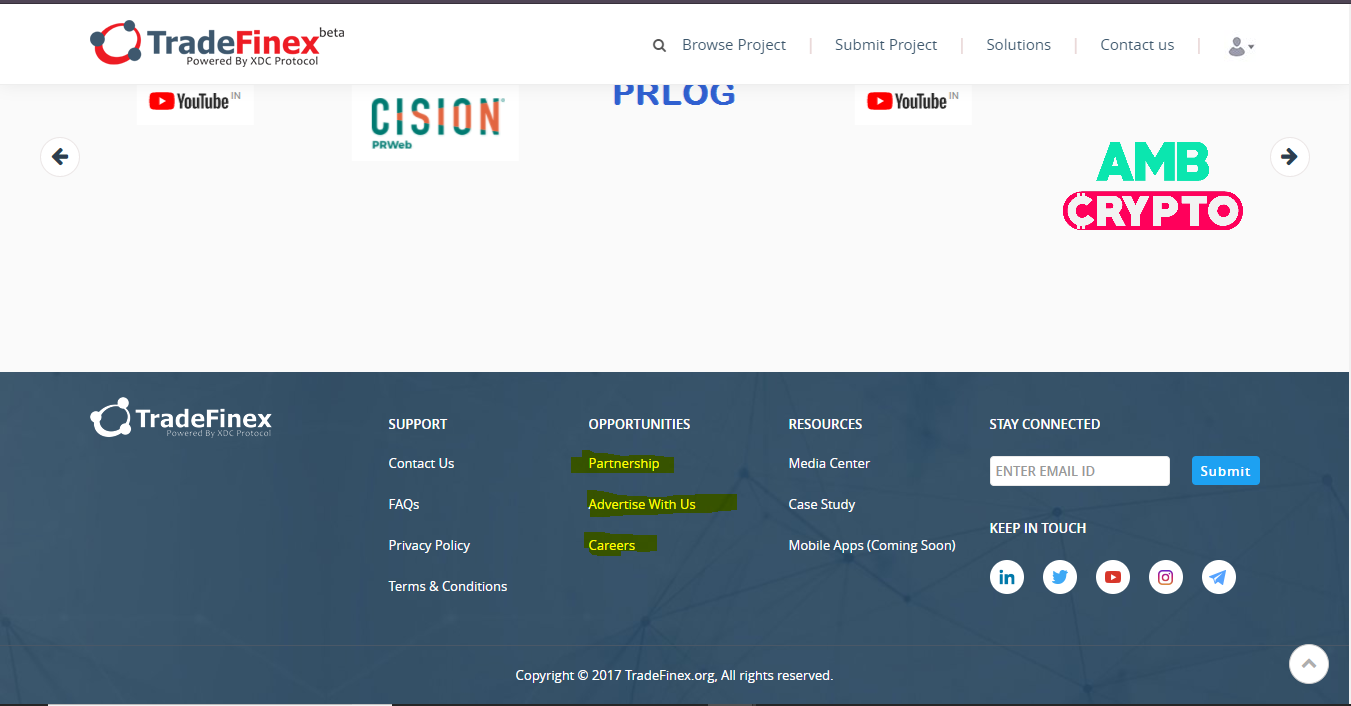 TradeFinex beta
Powered By XDC Protocol
Browse Project
Submit Project
Solutions
Contact us
YouTube IN
CISION
PRWeb
PRLOG
YouTube IN
AMB
CRYPTO
TradeFinex
Powered By XDC Protocol
SUPPORT
Contact Us
FAQs
Privacy Policy
Terms & Conditions
OPPORTUNITIES
Partnership
Advertise With Us
Careers
RESOURCES
Media Center
Case Study
Mobile Apps (Coming Soon)
STAY CONNECTED
ENTER EMAIL ID
Submit
KEEP IN TOUCH
in
Copyright © 2017 TradeFinex.org, All rights reserved.